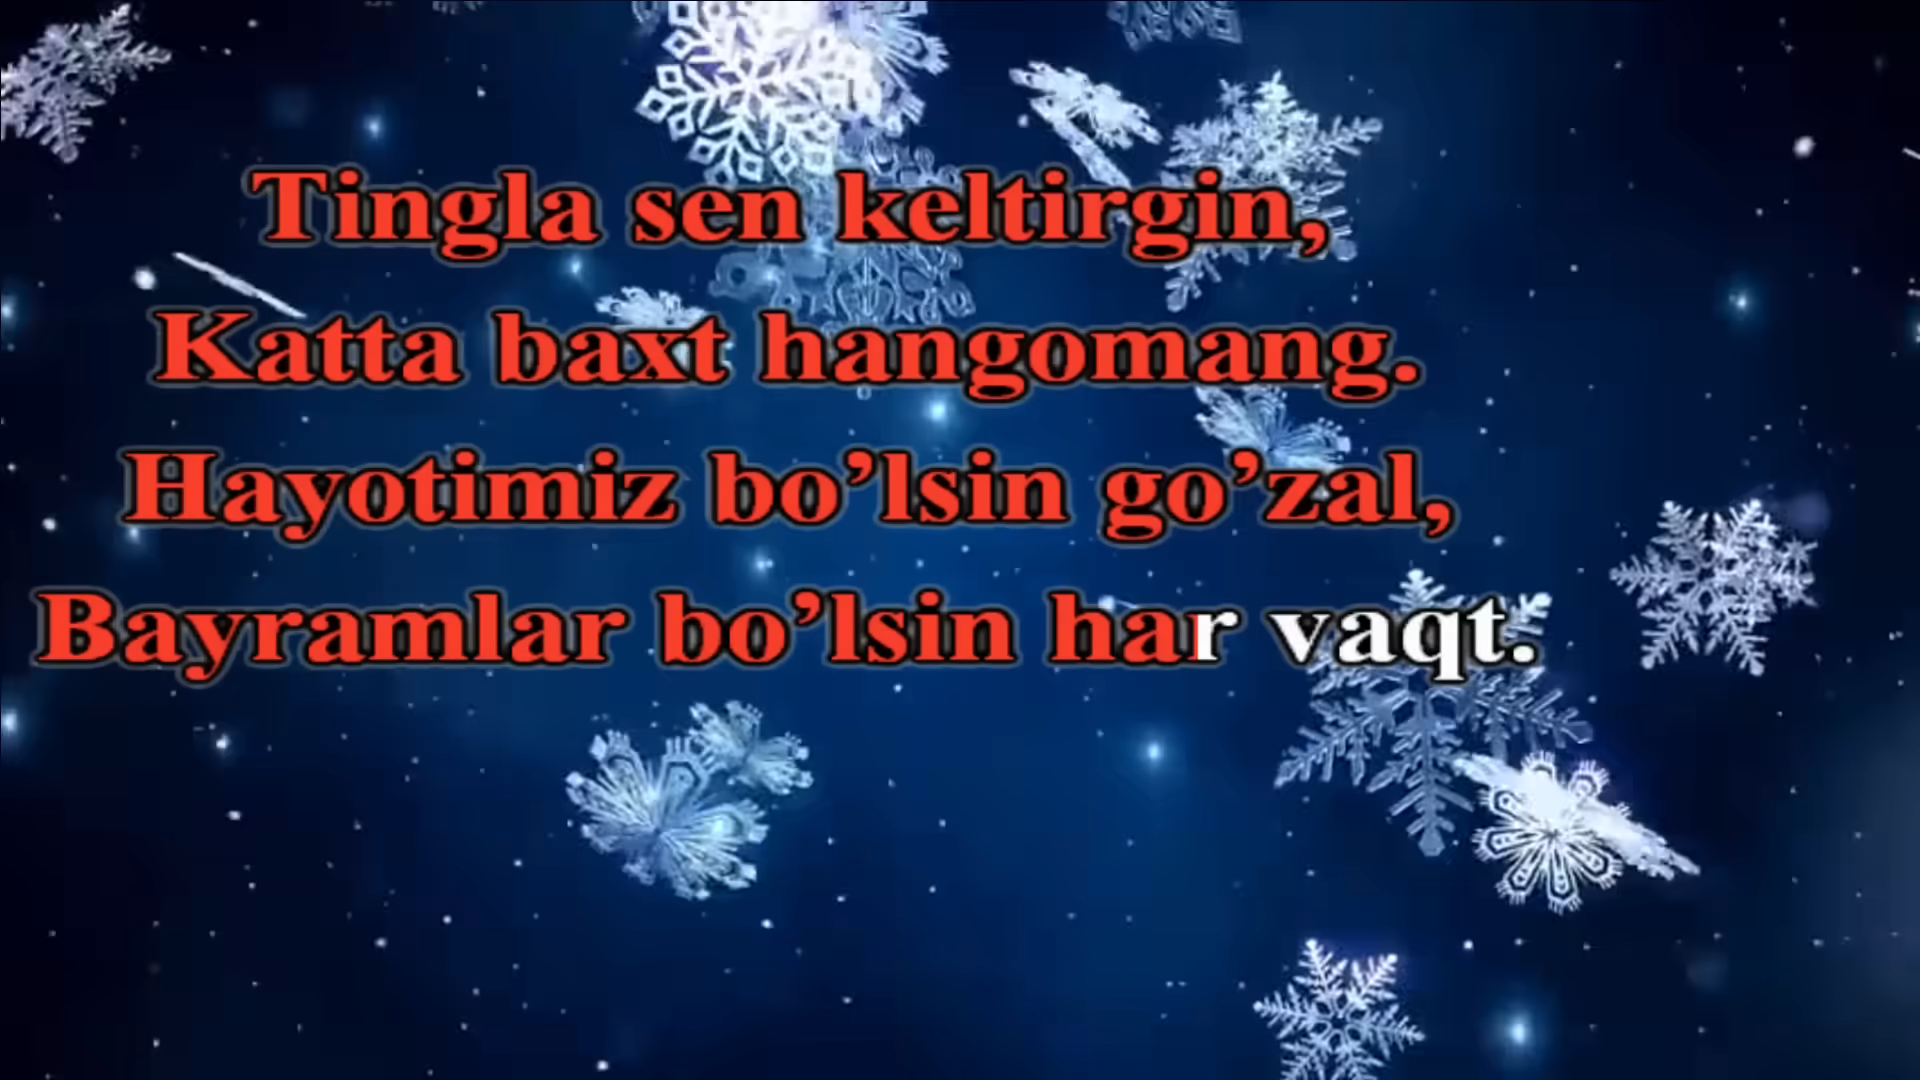 Tingla sen keltirgin,
Katta baxt hangomang.
Hayotimiz bo’lsin go’zal,
Bayramlar bo’lsin har vaqt.